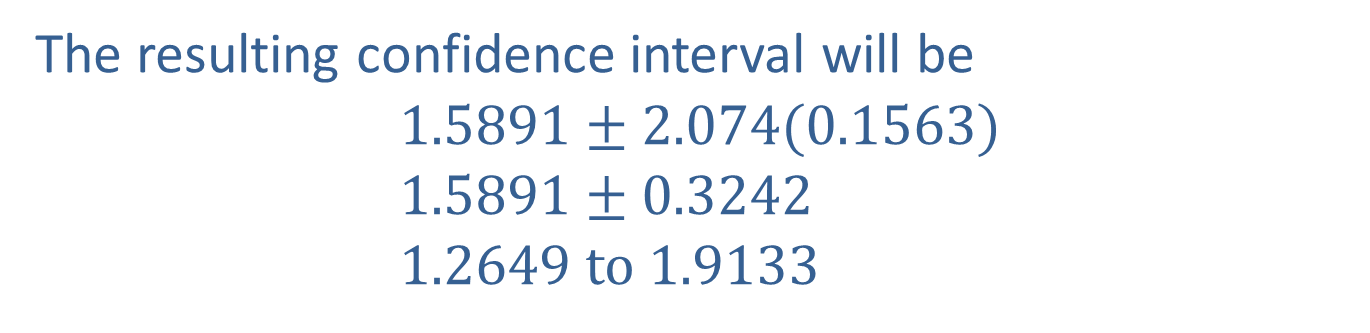 The resulting confidence interval will be
1.5891 ± 2.074(0.1563)
1.5891 ± 0.3242
1.2649 to 1.9133